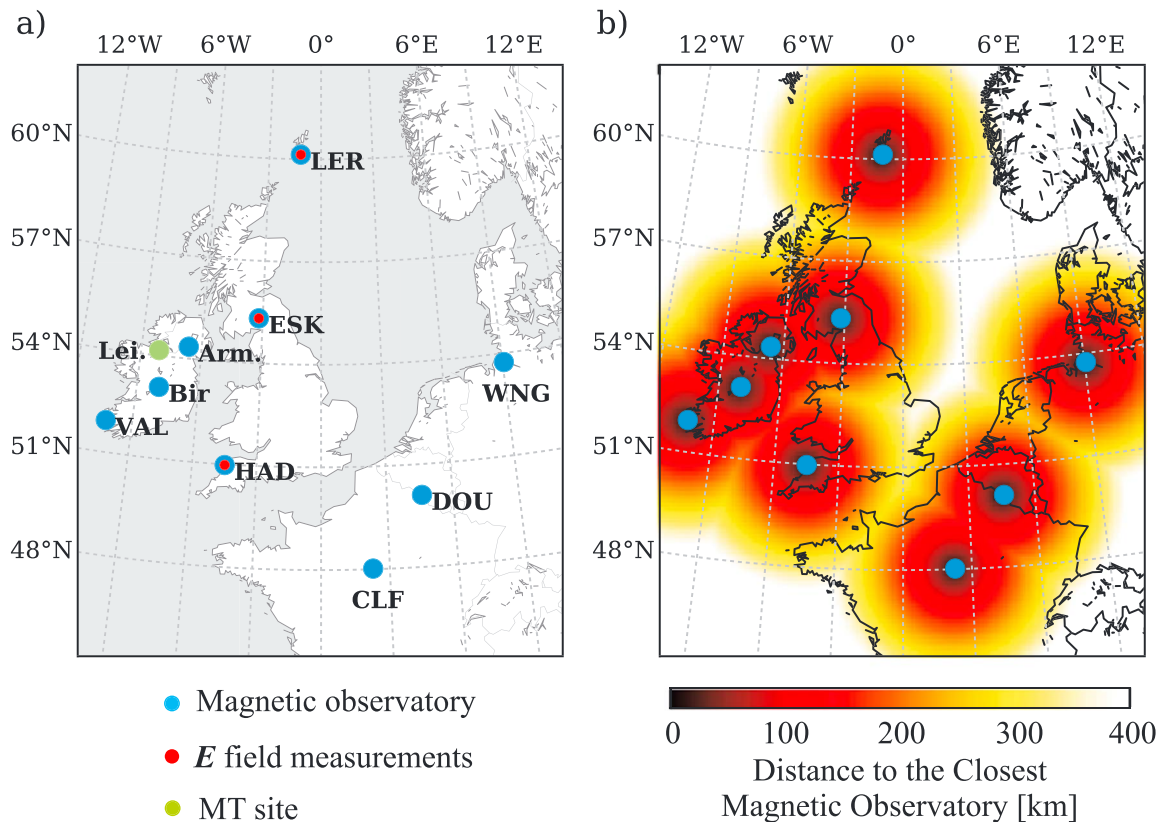 a)
12°W 6°W 0° 6°E 12°E
60°N
57°N
54°N
51°N
48°N
LER
ESK
Lei.
Arm.
Bir
VAL
HAD
WNG
DOU
CLF
Magnetic observatory
E field measurements
MT site
b)
12°W 6°W 0° 6°E 12°E
60°N
57°N
54°N
51°N
48°N
0 100 200 300 400
Distance to the Closest
Magnetic Observatory [km]